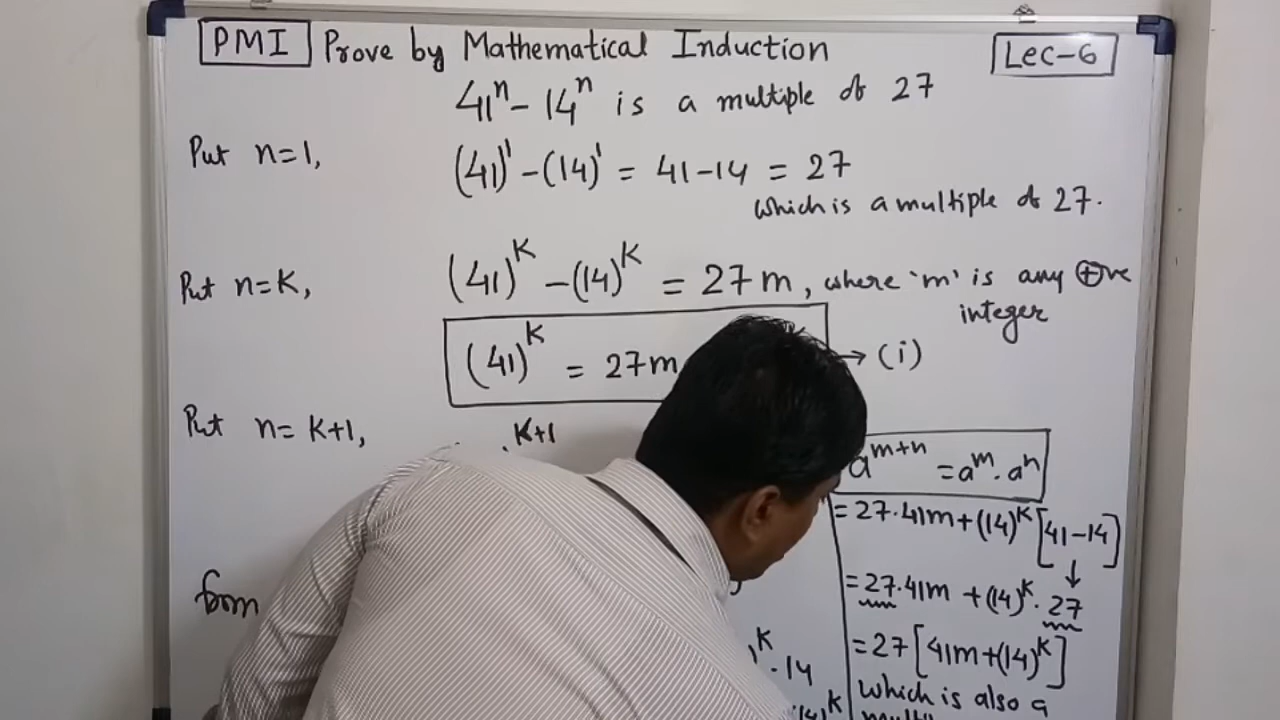 PMI Prove by Mathematical Induction Lec-6
41ⁿ - 14ⁿ is a multiple of 27
Put n=1, (41)¹ - (14)¹ = 41-14 = 27
which is a multiple of 27.
Put n=K, (41)ᴷ - (14)ᴷ = 27m, where 'm' is any ⊕ve
integer
(41)ᴷ = 27m → (i)
Put n=K+1,
K+1
aᵐ⁺ⁿ = aᵐ.aⁿ
= 27.41m+(14)ᴷ[41-14]
↓
= 27.41m + (14)ᴷ. 27
= 27[41m+(14)ᴷ]
which is also a
from
)ᴷ.14
(14)ᴷ